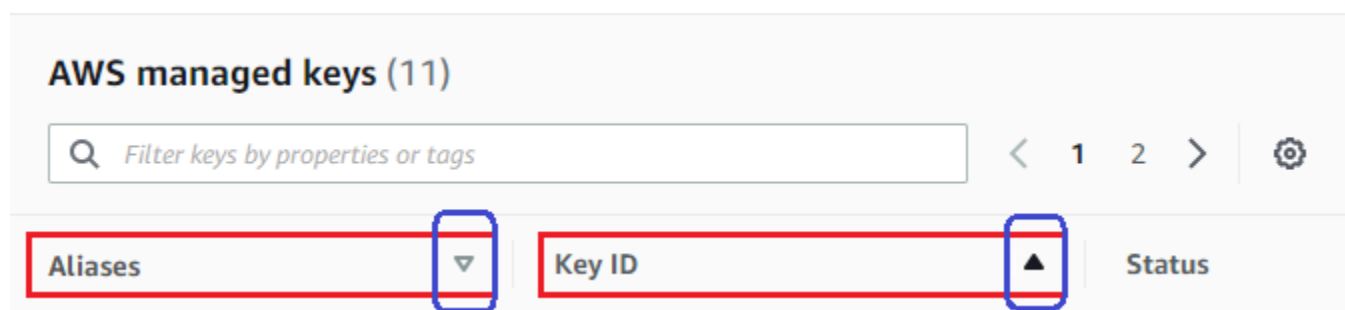 AWS managed keys (11)
Filter keys by properties or tags
1 2
Aliases Key ID Status